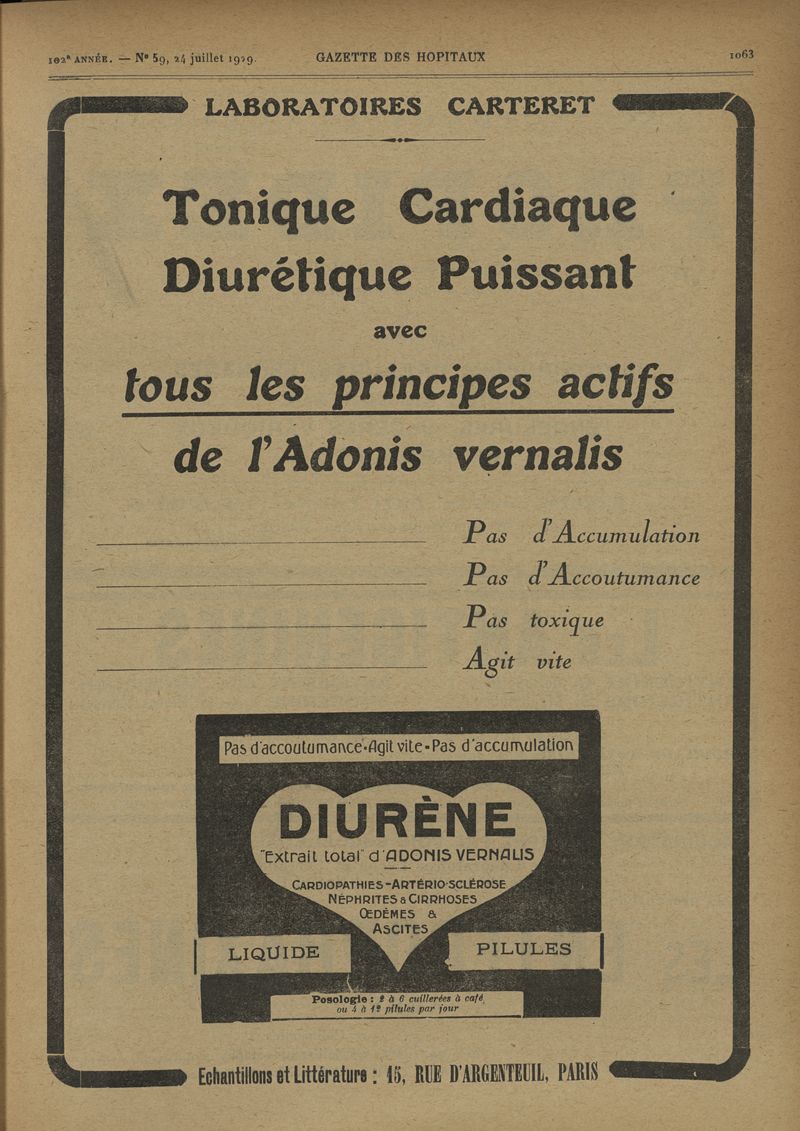 102ᵉ ANNÉE. — Nº 59, 24 juillet 1929.
GAZETTE DES HOPITAUX
1063
LABORATOIRES CARTERET
Tonique Cardiaque
Diurétique Puissant
avec
tous les principes actifs
de l'Adonis vernalis
Pas d'Accumulation
Pas d'Accoutumance
Pas toxique
Agit vite
Pas d'accoutumance-Agit vite-Pas d'accumulation
DIURÈNE
"Extrait total" d'ADONIS VERNALIS
CARDIOPATHIES-ARTÉRIO-SCLÉROSE
NÉPHRITES & CIRRHOSES
ŒDÈMES &
ASCITES
LIQUIDE
PILULES
Posologie : 2 à 6 cuillerées à café,
ou 4 à 12 pilules par jour
Echantillons et Littérature : 15, RUE D'ARGENTEUIL, PARIS